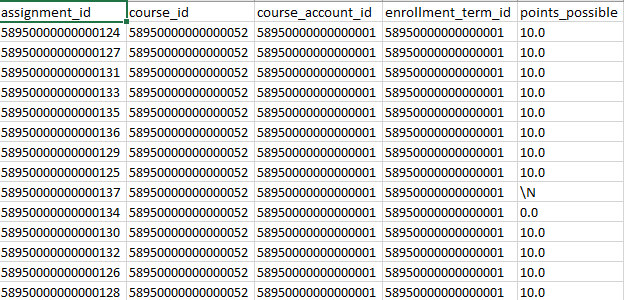 assignment_id course_id course_account_id enrollment_term_id points_possible
58950000000000124 58950000000000052 58950000000000001 58950000000000001 10.0
58950000000000127 58950000000000052 58950000000000001 58950000000000001 10.0
58950000000000131 58950000000000052 58950000000000001 58950000000000001 10.0
58950000000000133 58950000000000052 58950000000000001 58950000000000001 10.0
58950000000000135 58950000000000052 58950000000000001 58950000000000001 10.0
58950000000000136 58950000000000052 58950000000000001 58950000000000001 10.0
58950000000000129 58950000000000052 58950000000000001 58950000000000001 10.0
58950000000000125 58950000000000052 58950000000000001 58950000000000001 10.0
58950000000000137 58950000000000052 58950000000000001 58950000000000001 \N
58950000000000134 58950000000000052 58950000000000001 58950000000000001 0.0
58950000000000130 58950000000000052 58950000000000001 58950000000000001 10.0
58950000000000132 58950000000000052 58950000000000001 58950000000000001 10.0
58950000000000126 58950000000000052 58950000000000001 58950000000000001 10.0
58950000000000128 58950000000000052 58950000000000001 58950000000000001 10.0